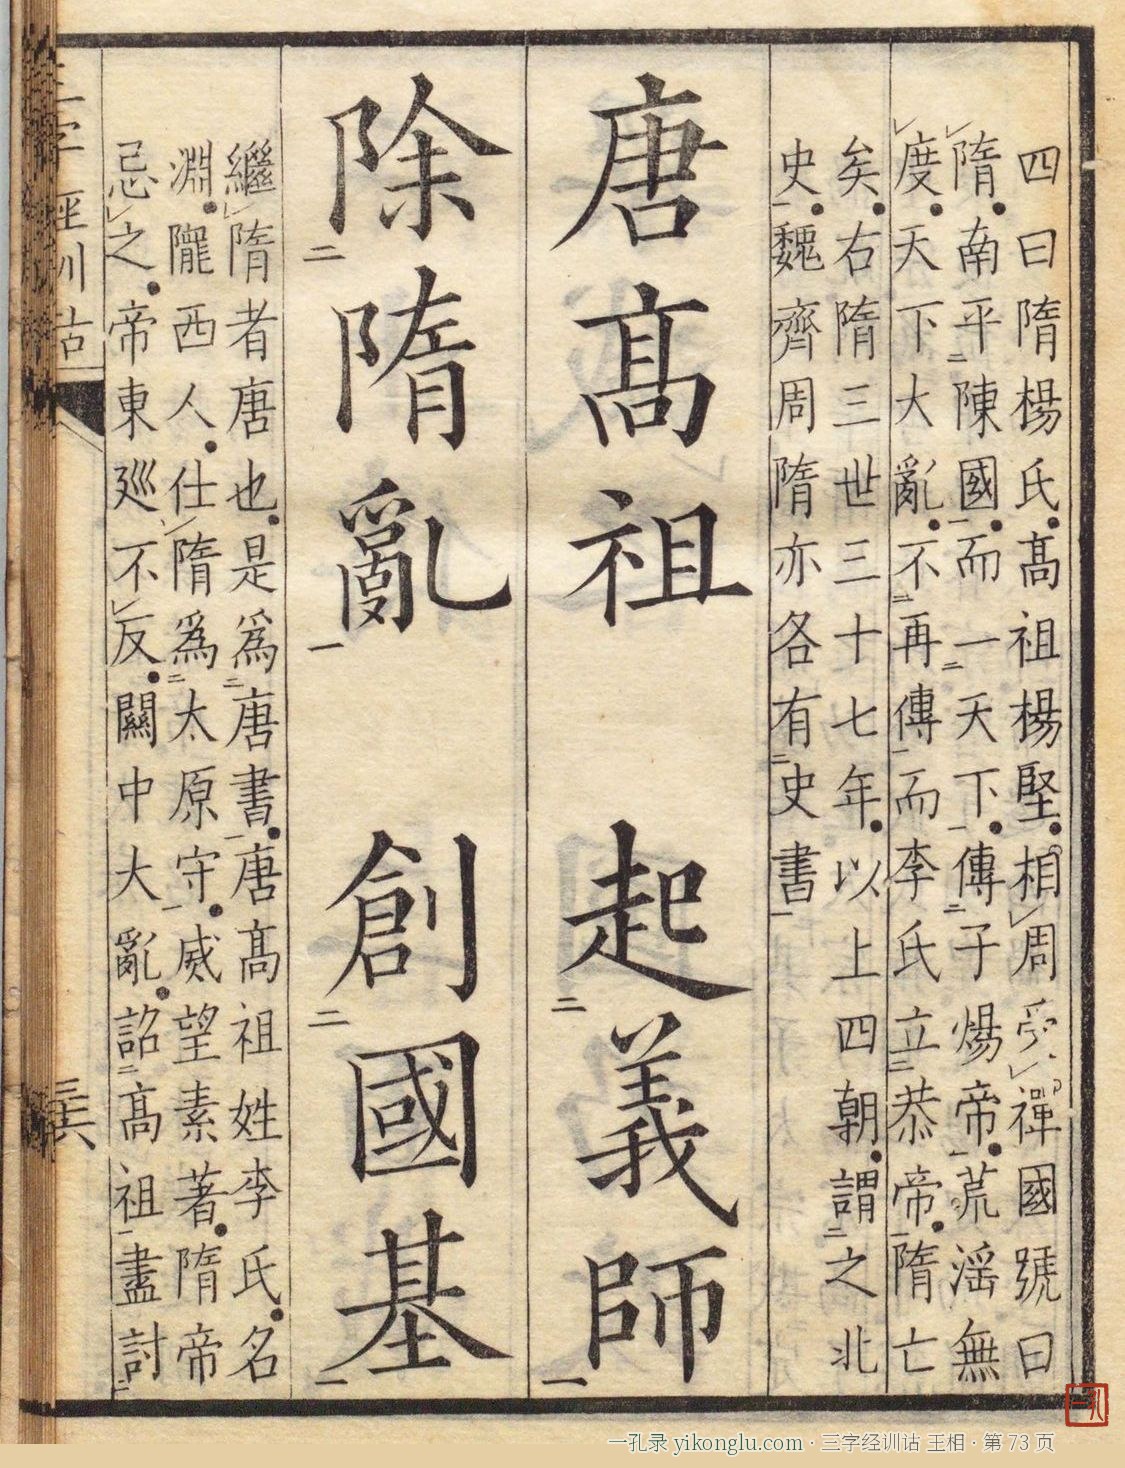 四曰隋楊氏高祖楊堅相周受禪國號曰
隋南平陳國而一天下傳子煬帝荒淫無
度天下大亂不再傳而李氏立恭帝隋亡
矣右隋三世三十七年以上四朝謂之北
史魏齊周隋亦各有史書
唐高祖 起義師
除隋亂 創國基
繼隋者唐也是爲唐書唐高祖姓李氏名
淵隴西人仕隋爲太原守威望素著隋帝
忌之帝東廵不反關中大亂詔高祖盡討
三字經訓詁
一孔录 yikonglu.com · 三字经训诂 王相 · 第 73 页